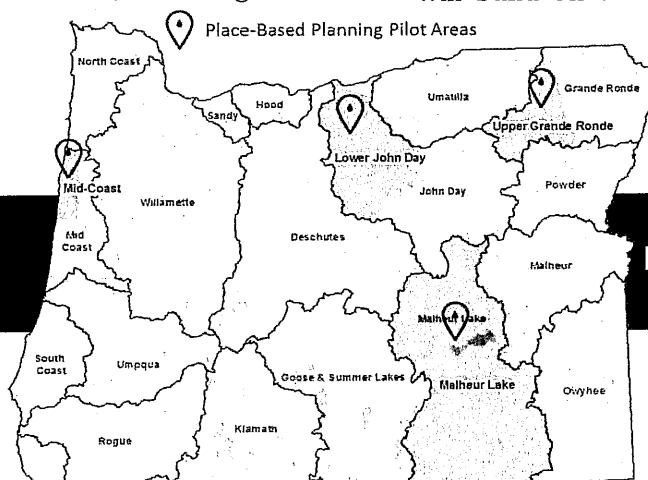 Place-Based Planning Pilot Areas
North Coast
Hood
Sandy
Umatilla
Grande Ronde
Upper Grande Ronde
Lower John Day
John Day
Powder
Mid-Coast
Willamette
Mid
Coast
Deschutes
Malheur
Malheur Lake
South
Coast
Umpqua
Goose & Summer Lakes
Malheur Lake
Owyhee
Rogue
Klamath